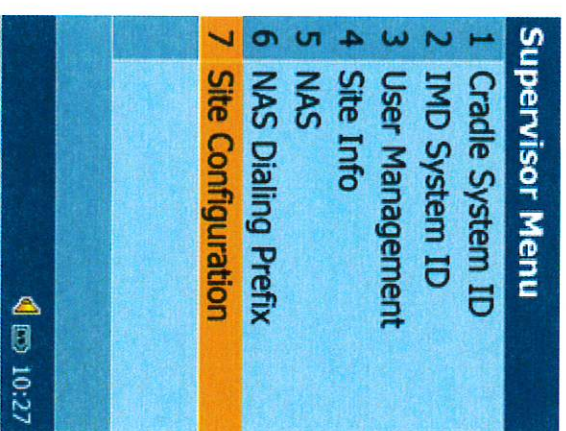 Supervisor Menu
1 Cradle System ID
2 IMD System ID
3 User Management
4 Site Info
5 NAS
6 NAS Dialing Prefix
7 Site Configuration
10:27